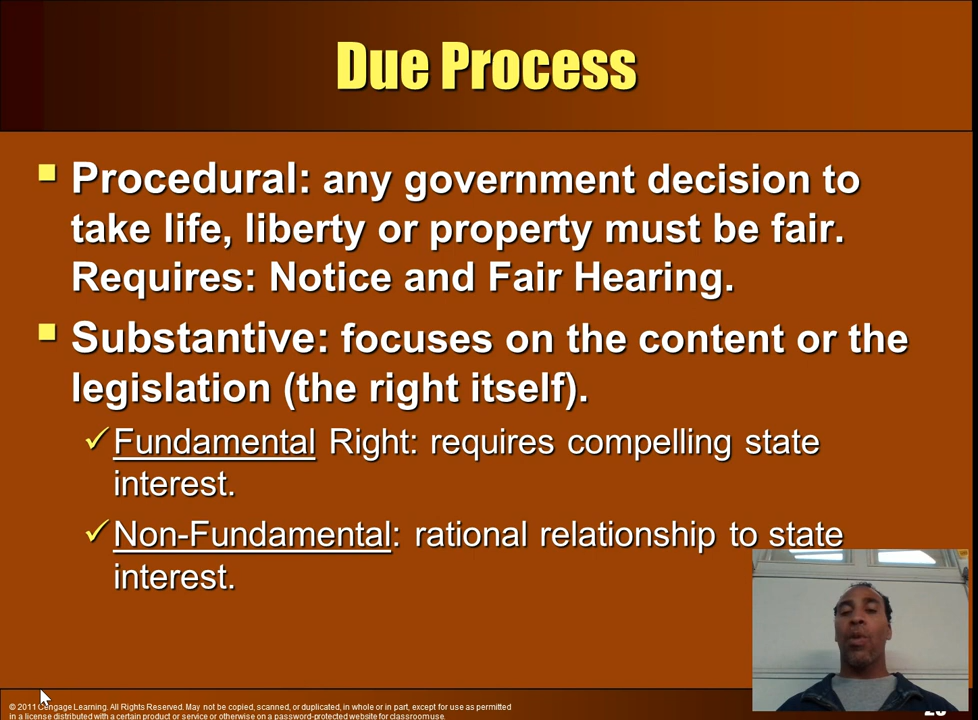 Due Process
Procedural: any government decision to
take life, liberty or property must be fair.
Requires: Notice and Fair Hearing.
Substantive: focuses on the content or the
legislation (the right itself).
Fundamental Right: requires compelling state
interest.
Non-Fundamental: rational relationship to state
interest.
© 2011 Cengage Learning. All Rights Reserved. May not be copied, scanned, or duplicated, in whole or in part, except for use as permitted
in a license distributed with a certain product or service or otherwise on a password-protected website for classroom use.